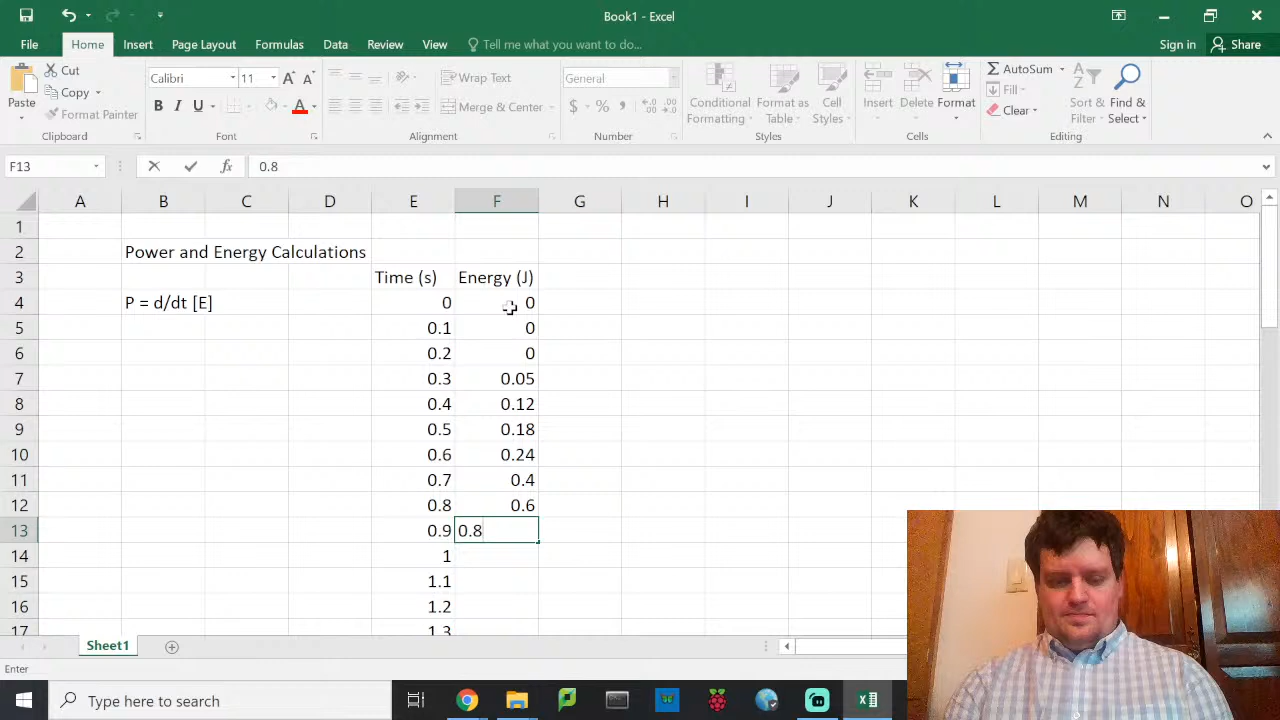 Book1 - Excel
File Home Insert Page Layout Formulas Data Review View Tell me what you want to do... Sign in Share
Paste Cut Copy Format Painter
Calibri 11
B I U A
Wrap Text
Merge & Center
General
$ % ,
Conditional Formatting Format as Table Cell Styles
Insert Delete Format
AutoSum Fill Clear
Sort & Filter Find & Select
Clipboard Font Alignment Number Styles Cells Editing
F13 fx 0.8
A B C D E F G H I J K L M N O
1
2 Power and Energy Calculations
3 Time (s) Energy (J)
4 P = d/dt [E] 0 0
5 0.1 0
6 0.2 0
7 0.3 0.05
8 0.4 0.12
9 0.5 0.18
10 0.6 0.24
11 0.7 0.4
12 0.8 0.6
13 0.9 0.8
14 1
15 1.1
16 1.2
17 1.3
Sheet1
Enter
Type here to search